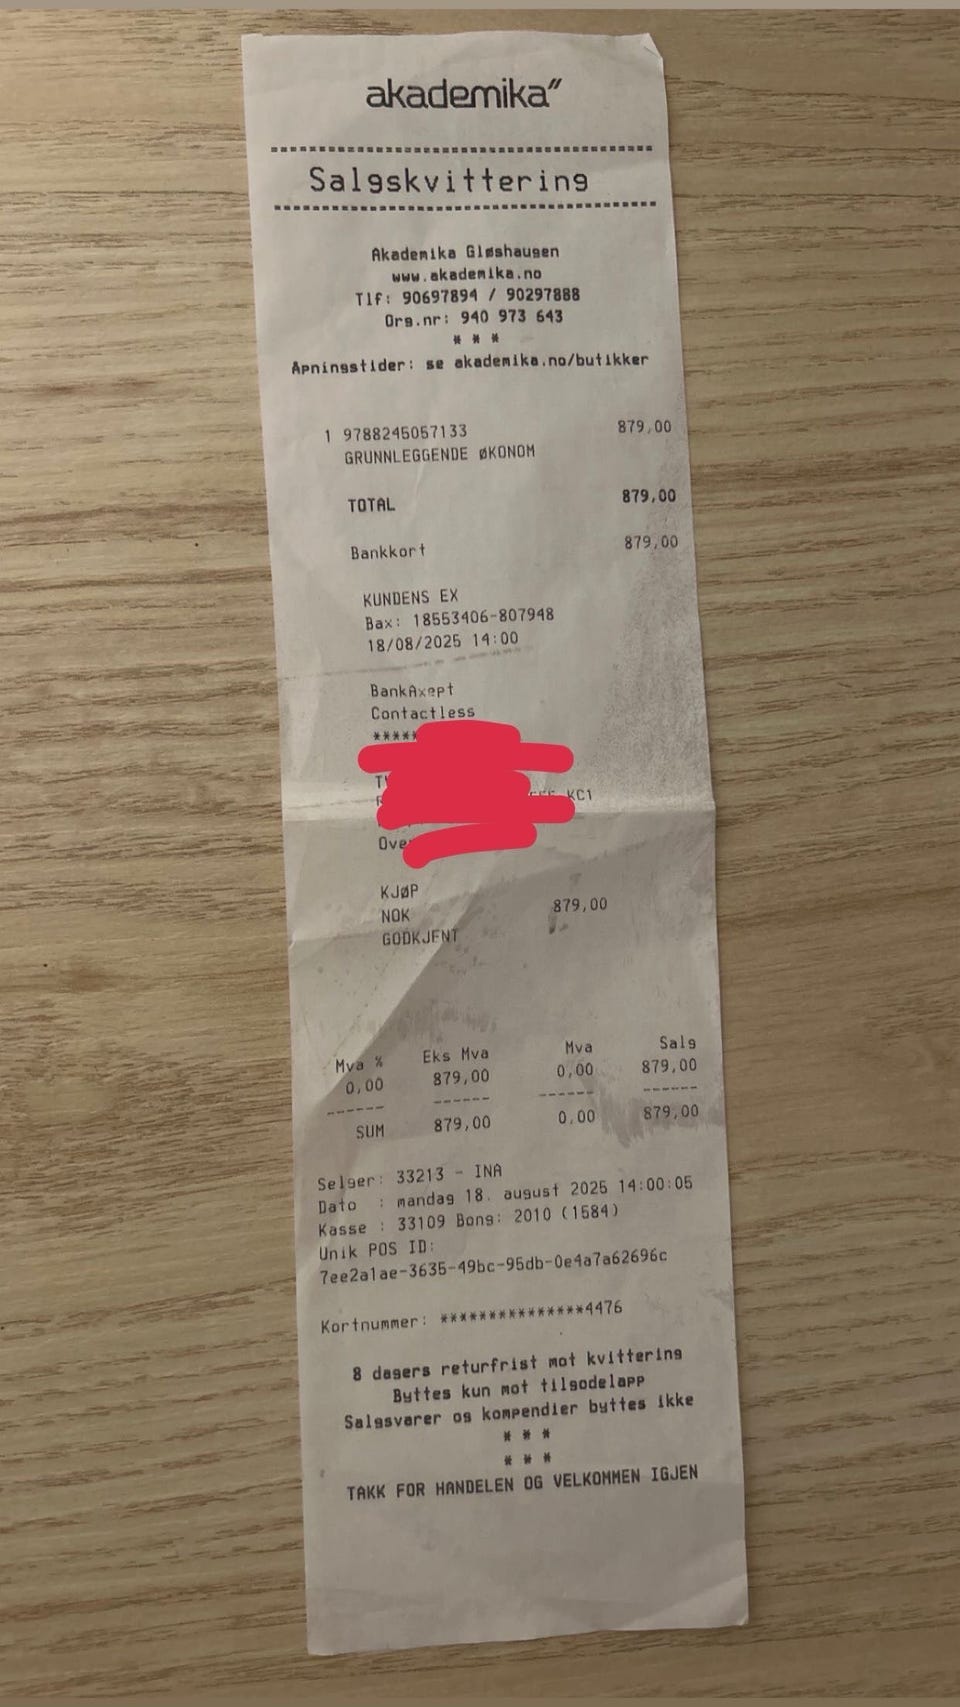 akademika"
Salgskvittering
Akademika Gløshaugen
www.akademika.no
Tlf: 90697894 / 90297888
Org.nr: 940 973 643
* * *
Apningstider: se akademika.no/butikker
1 9788245057133 879,00
GRUNNLEGGENDE ØKONOM
TOTAL 879,00
Bankkort 879,00
KUNDENS EX
Bax: 18553406-807948
18/08/2025 14:00
BankAxept
Contactless
*****
KC1
KJØP
NOK 879,00
GODKJENT
Mva % Eks Mva Mva Salg
0,00 879,00 0,00 879,00
------ ------ ------ ------
SUM 879,00 0,00 879,00
Selger: 33213 - INA
Dato : mandag 18. august 2025 14:00:05
Kasse : 33109 Bong: 2010 (1584)
Unik POS ID:
7ee2a1ae-3635-49bc-95db-0e4a7a62696c
Kortnummer: ***************4476
8 dagers returfrist mot kvittering
Byttes kun mot tilgodelapp
Salgsvarer og kompendier byttes ikke
* * *
* * *
TAKK FOR HANDELEN OG VELKOMMEN IGJEN